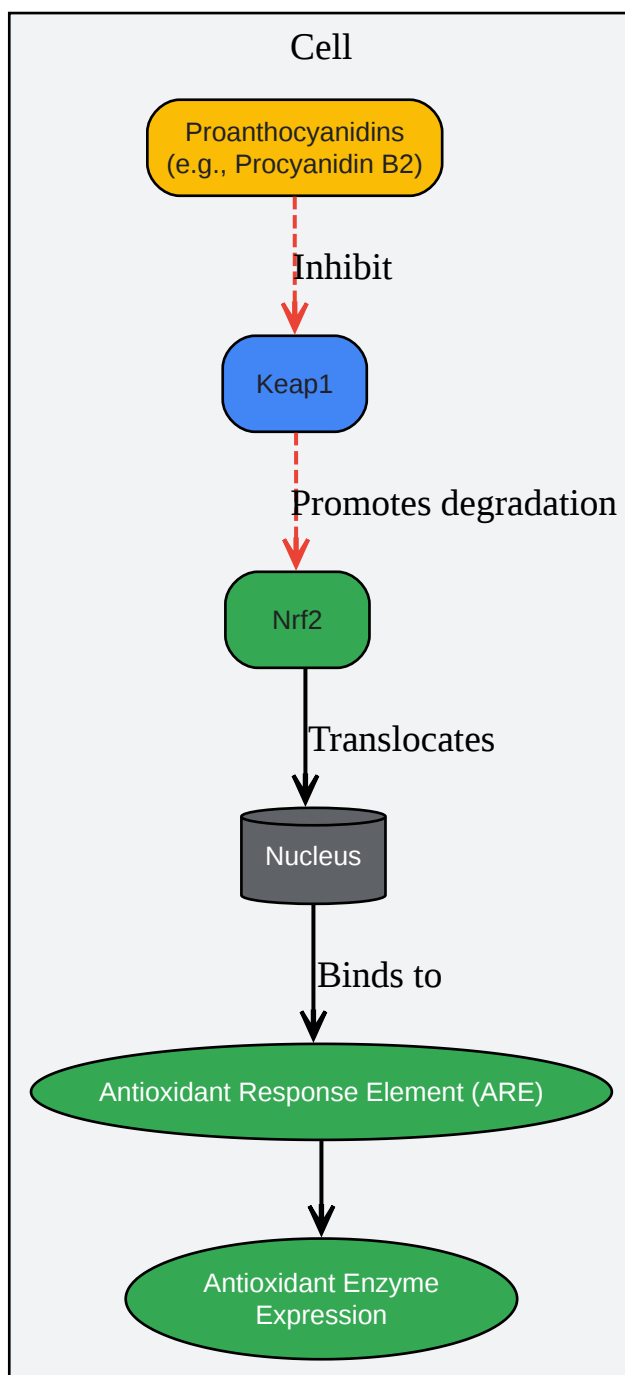 Cell
Proanthocyanidins
(e.g., Procyanidin B2)
Inhibit
Keap1
Promotes degradation
Nrf2
Translocates
Nucleus
Binds to
Antioxidant Response Element (ARE)
Antioxidant Enzyme
Expression